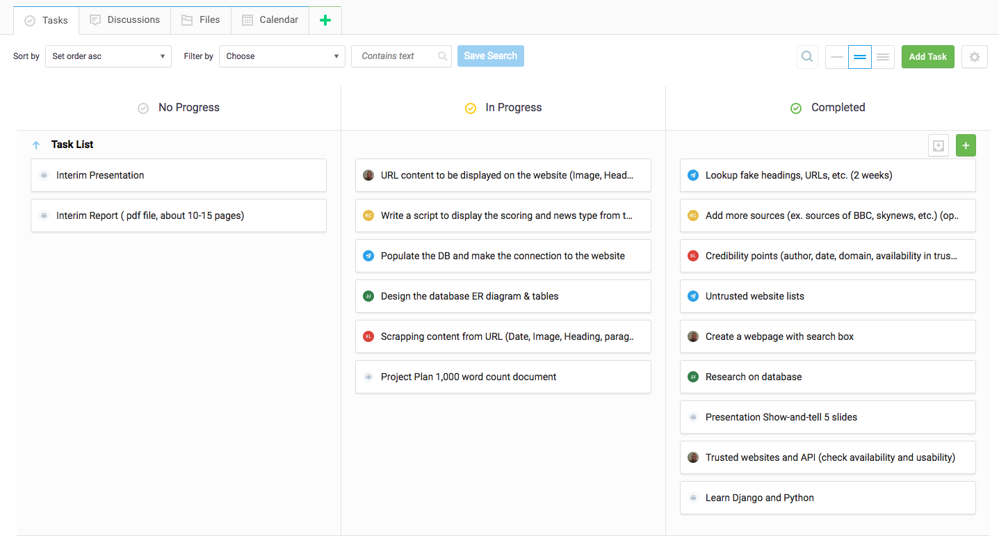 Tasks
Discussions
Files
Calendar
Sort by
Set order asc
Filter by
Choose
Contains text
Save Search
Add Task
No Progress
In Progress
Completed
Task List
Interim Presentation
Interim Report ( pdf file, about 10-15 pages)
URL content to be displayed on the website (Image, Head...
KC Write a script to display the scoring and news type from t...
Populate the DB and make the connection to the website
JJ Design the database ER diagram & tables
XL Scrapping content from URL (Date, Image, Heading, parag..
Project Plan 1,000 word count document
Lookup fake headings, URLs, etc. (2 weeks)
KC Add more sources (ex. sources of BBC, skynews, etc.) (op..
XL Credibility points (author, date, domain, availability in trus...
Untrusted website lists
Create a webpage with search box
JJ Research on database
Presentation Show-and-tell 5 slides
Trusted websites and API (check availability and usability)
Learn Django and Python